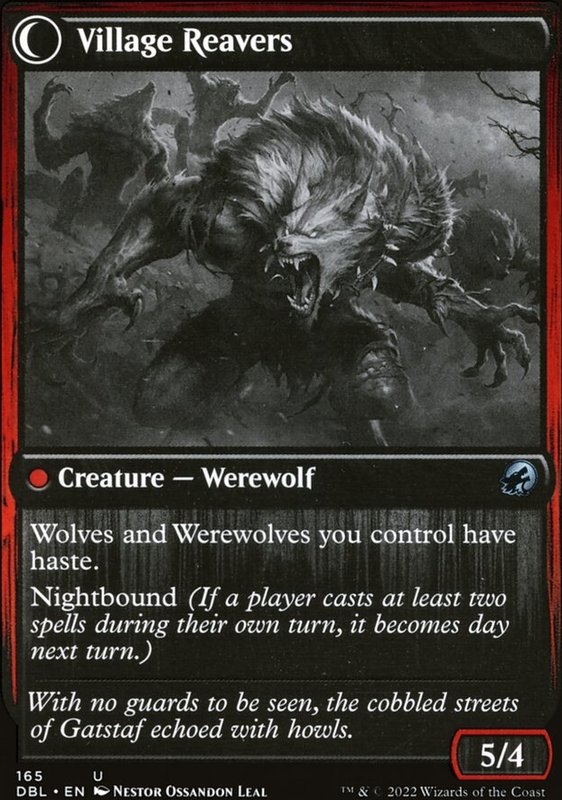 Village Reavers
Creature — Werewolf
Wolves and Werewolves you control have
haste.
Nightbound (If a player casts at least two
spells during their own turn, it becomes day
next turn.)
With no guards to be seen, the cobbled streets
of Gatstaf echoed with howls.
5/4
165 U
DBL • EN Nestor Ossandon Leal
™ & © 2022 Wizards of the Coast